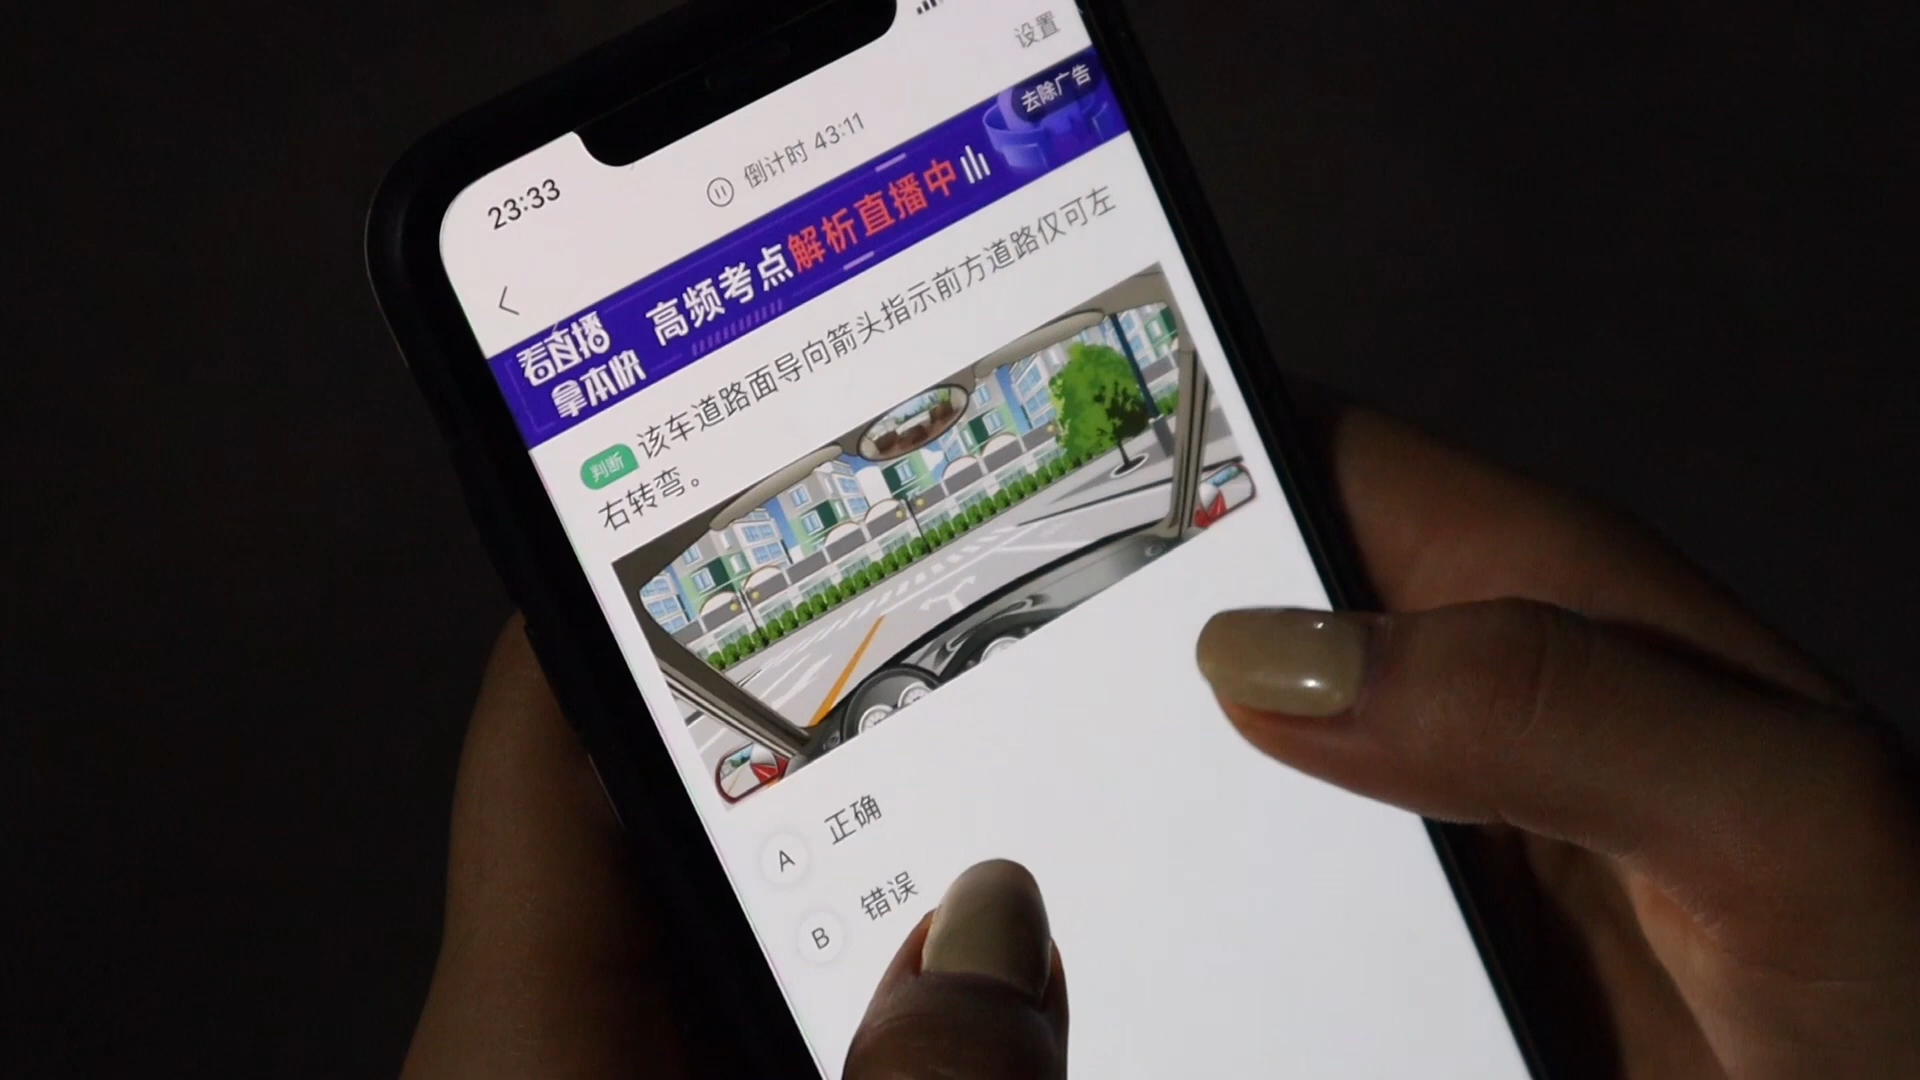 23:33
设置
倒计时 43:11
去除广告
看直播
拿本快
高频考点解析直播中
判断 该车道路面导向箭头指示前方道路仅可左
右转弯。
A 正确
B 错误